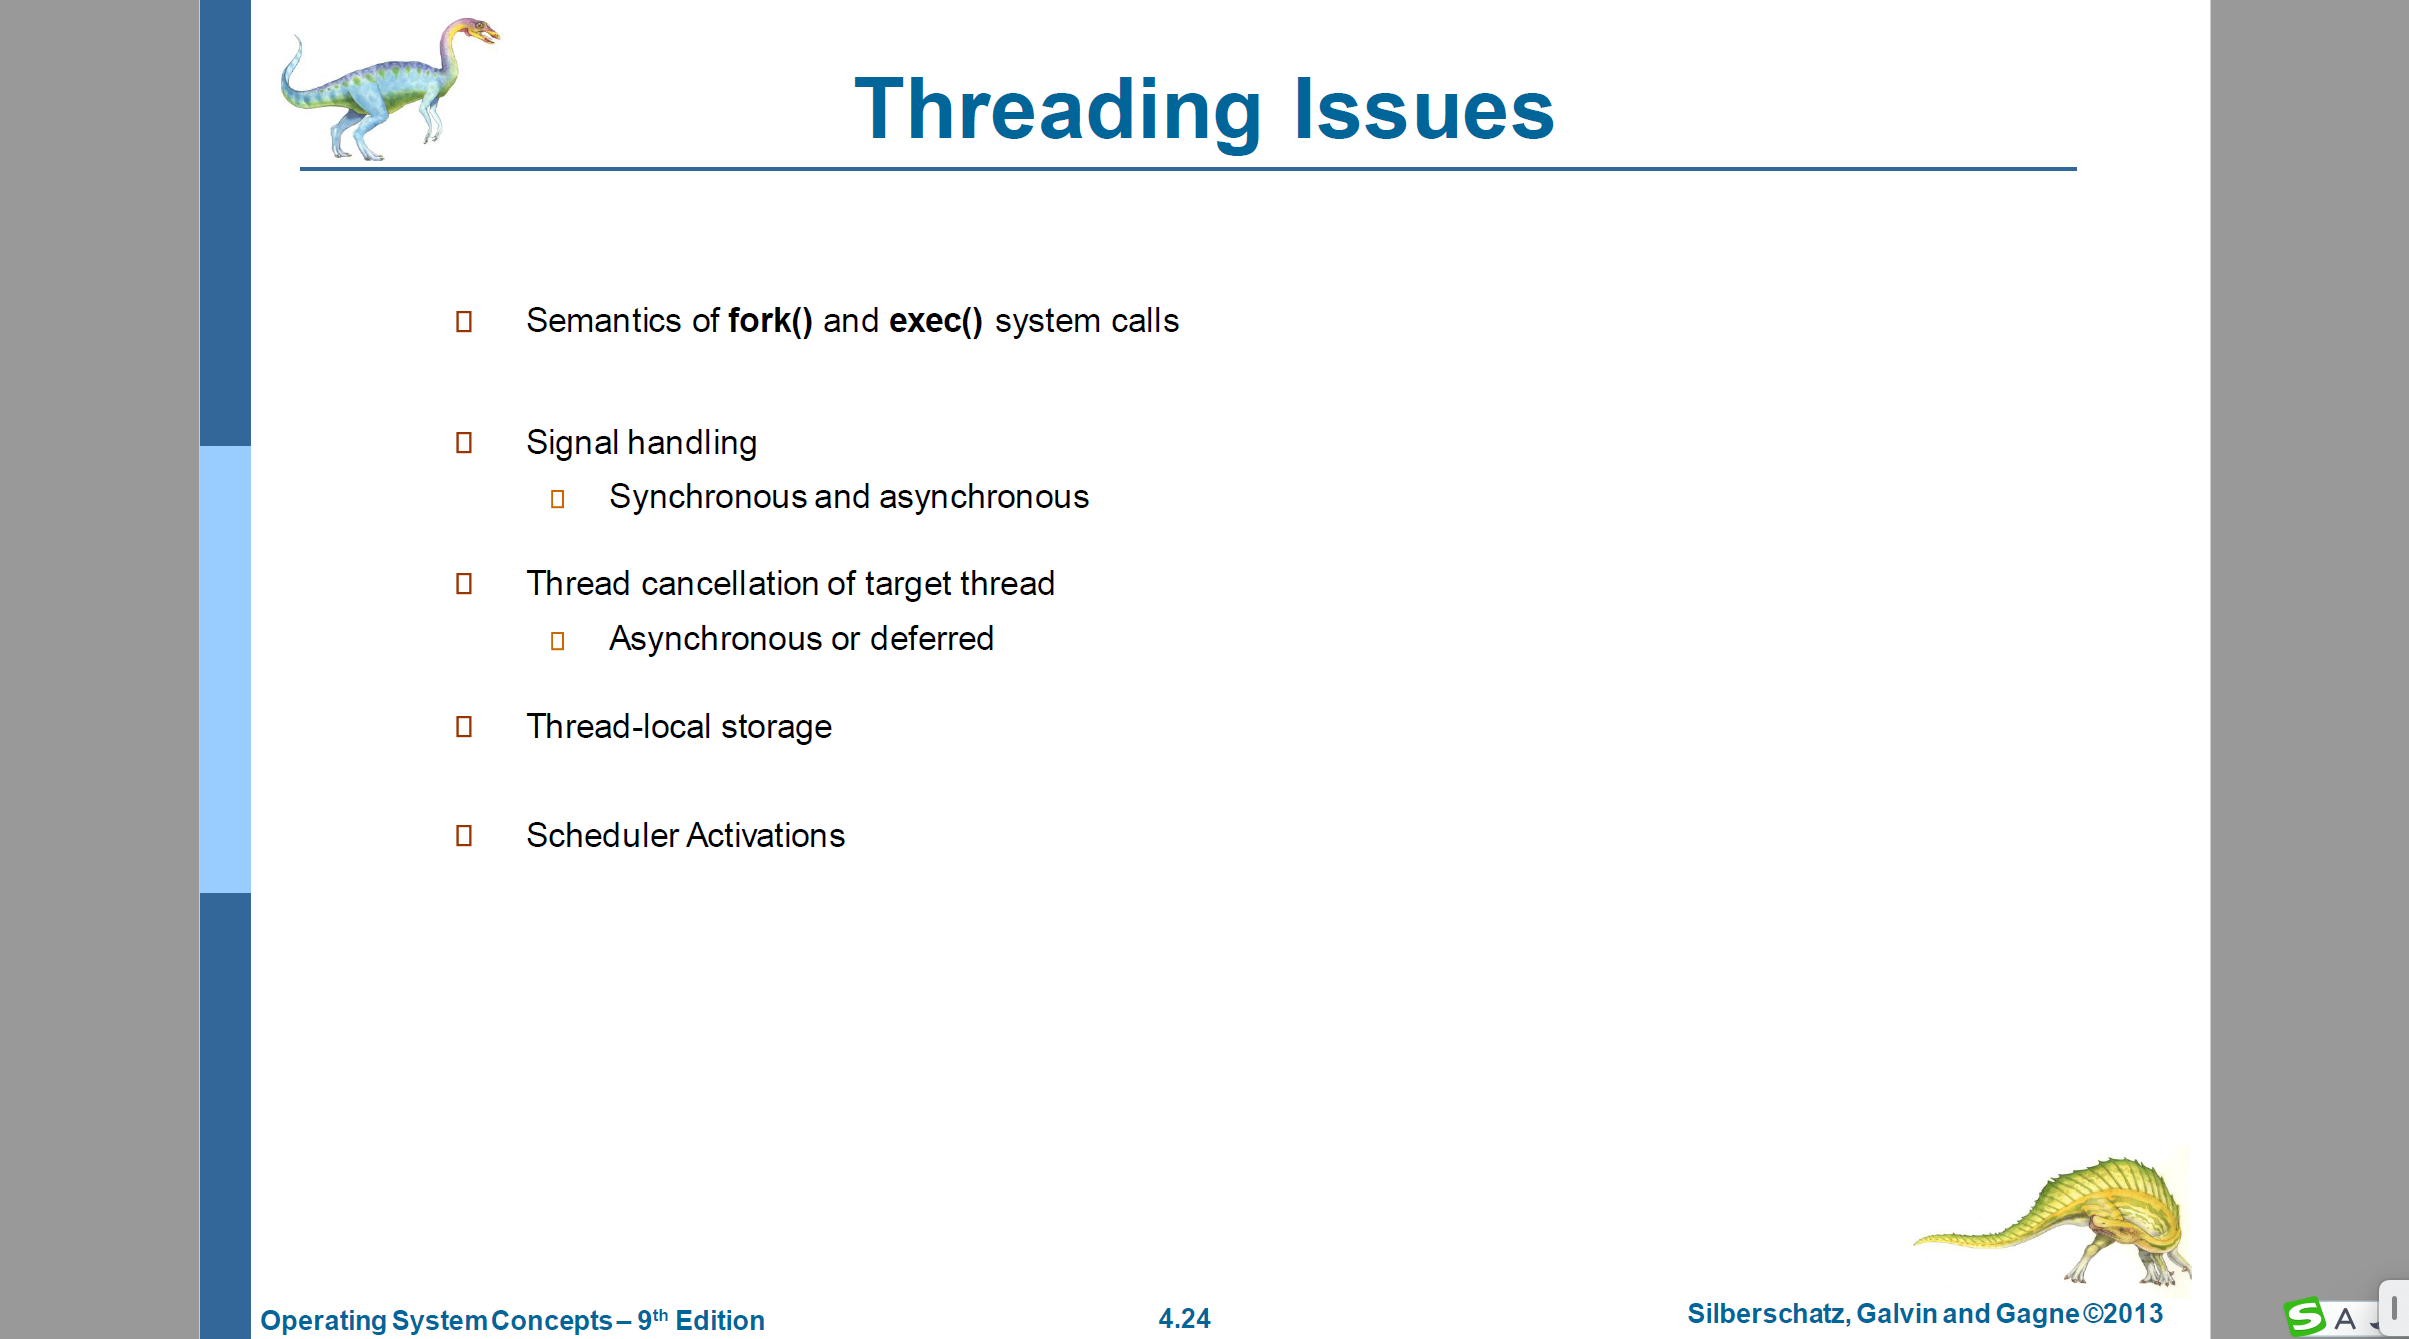 Threading Issues
Semantics of fork() and exec() system calls
Signal handling
Synchronous and asynchronous
Thread cancellation of target thread
Asynchronous or deferred
Thread-local storage
Scheduler Activations
Operating System Concepts – 9th Edition
4.24
Silberschatz, Galvin and Gagne ©2013
S A